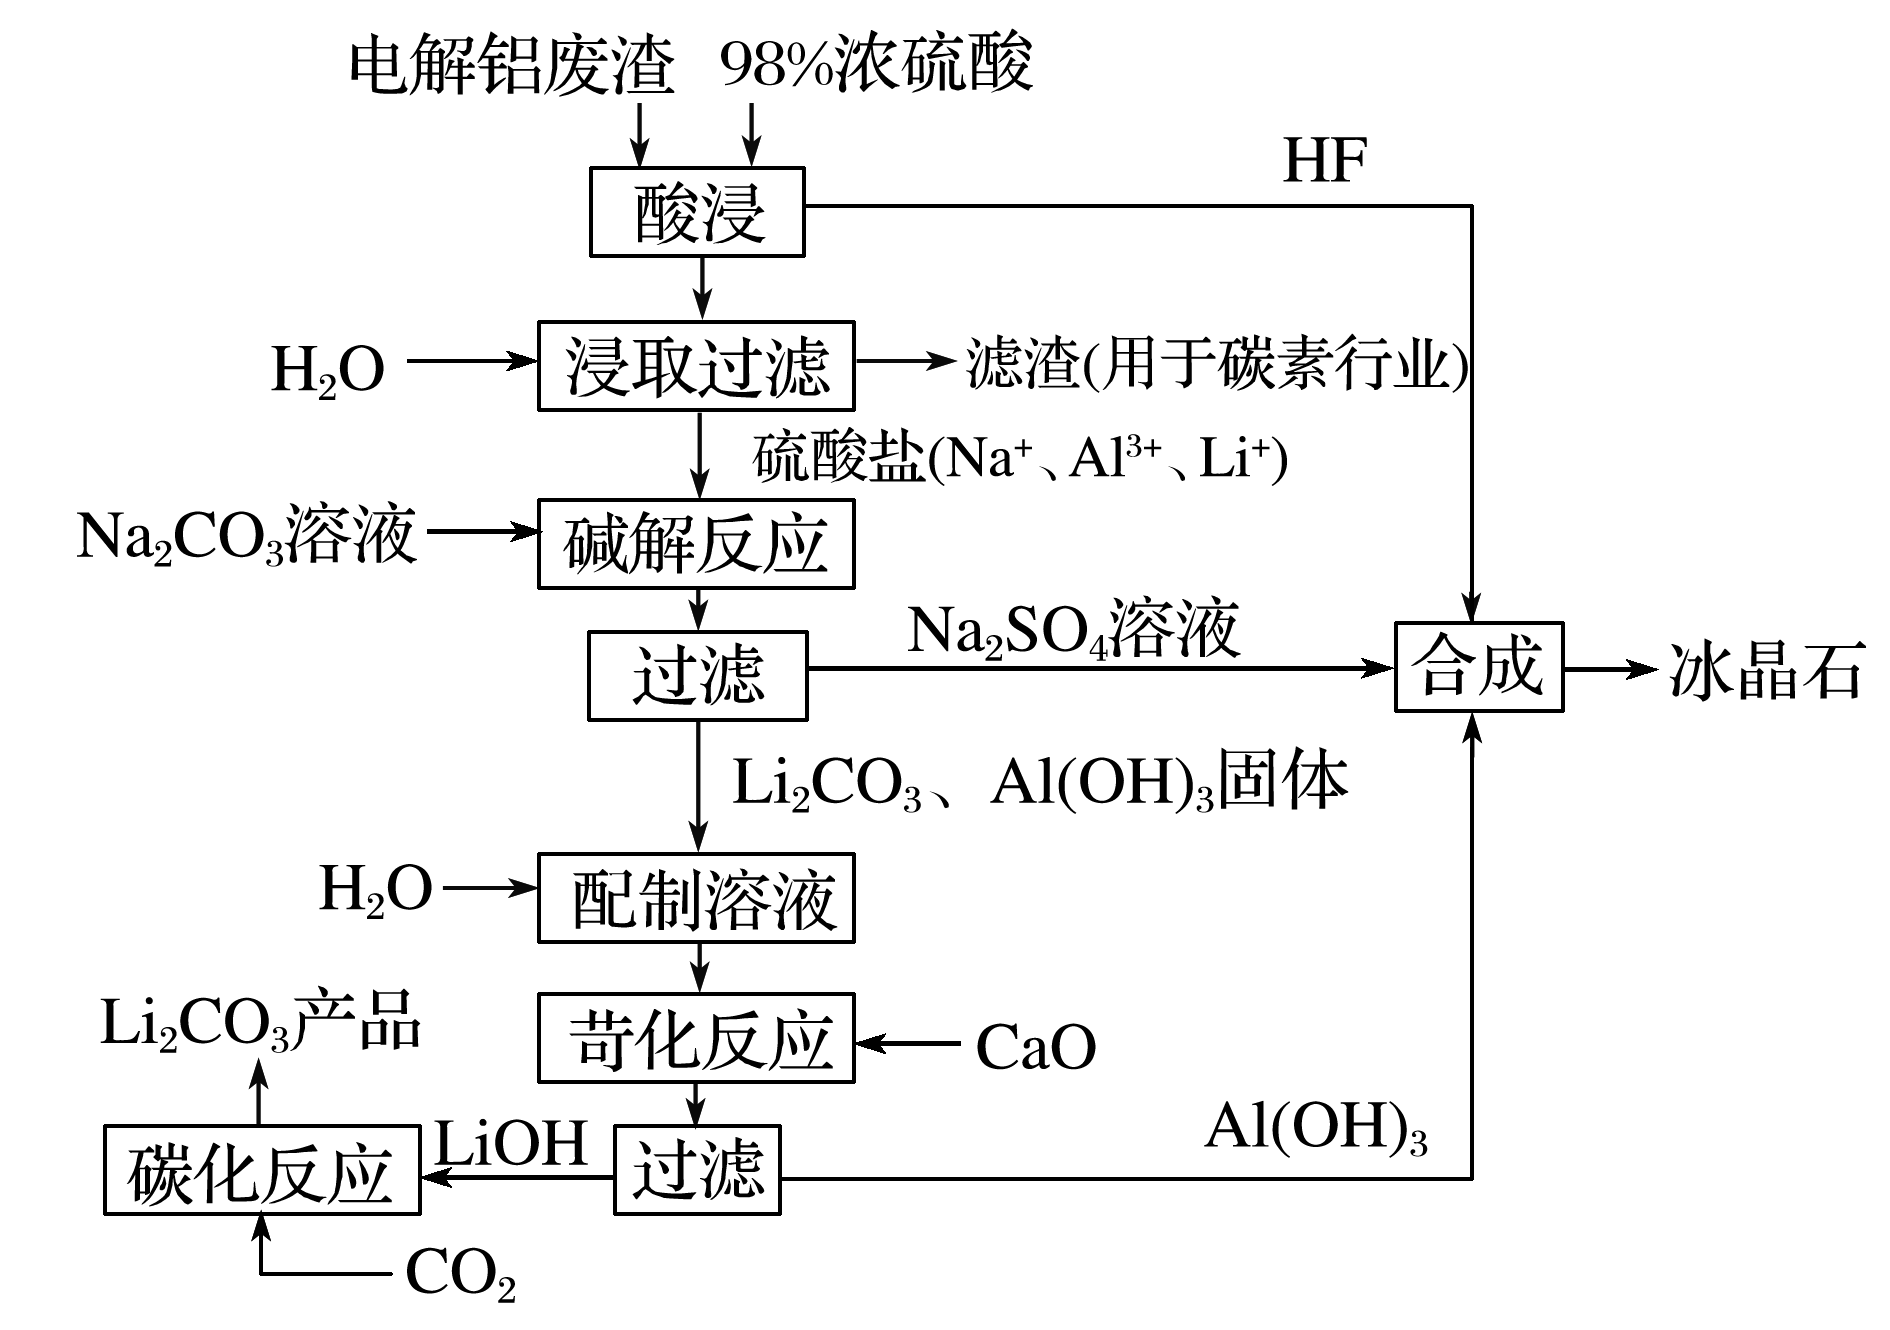 电解铝废渣 98%浓硫酸
HF
酸浸
H₂O 浸取过滤 滤渣(用于碳素行业)
硫酸盐(Na⁺、Al³⁺、Li⁺)
Na₂CO₃溶液 碱解反应
Na₂SO₄溶液
过滤 合成 冰晶石
Li₂CO₃、Al(OH)₃固体
H₂O 配制溶液
Li₂CO₃产品 苛化反应 CaO
LiOH Al(OH)₃
碳化反应 过滤
CO₂